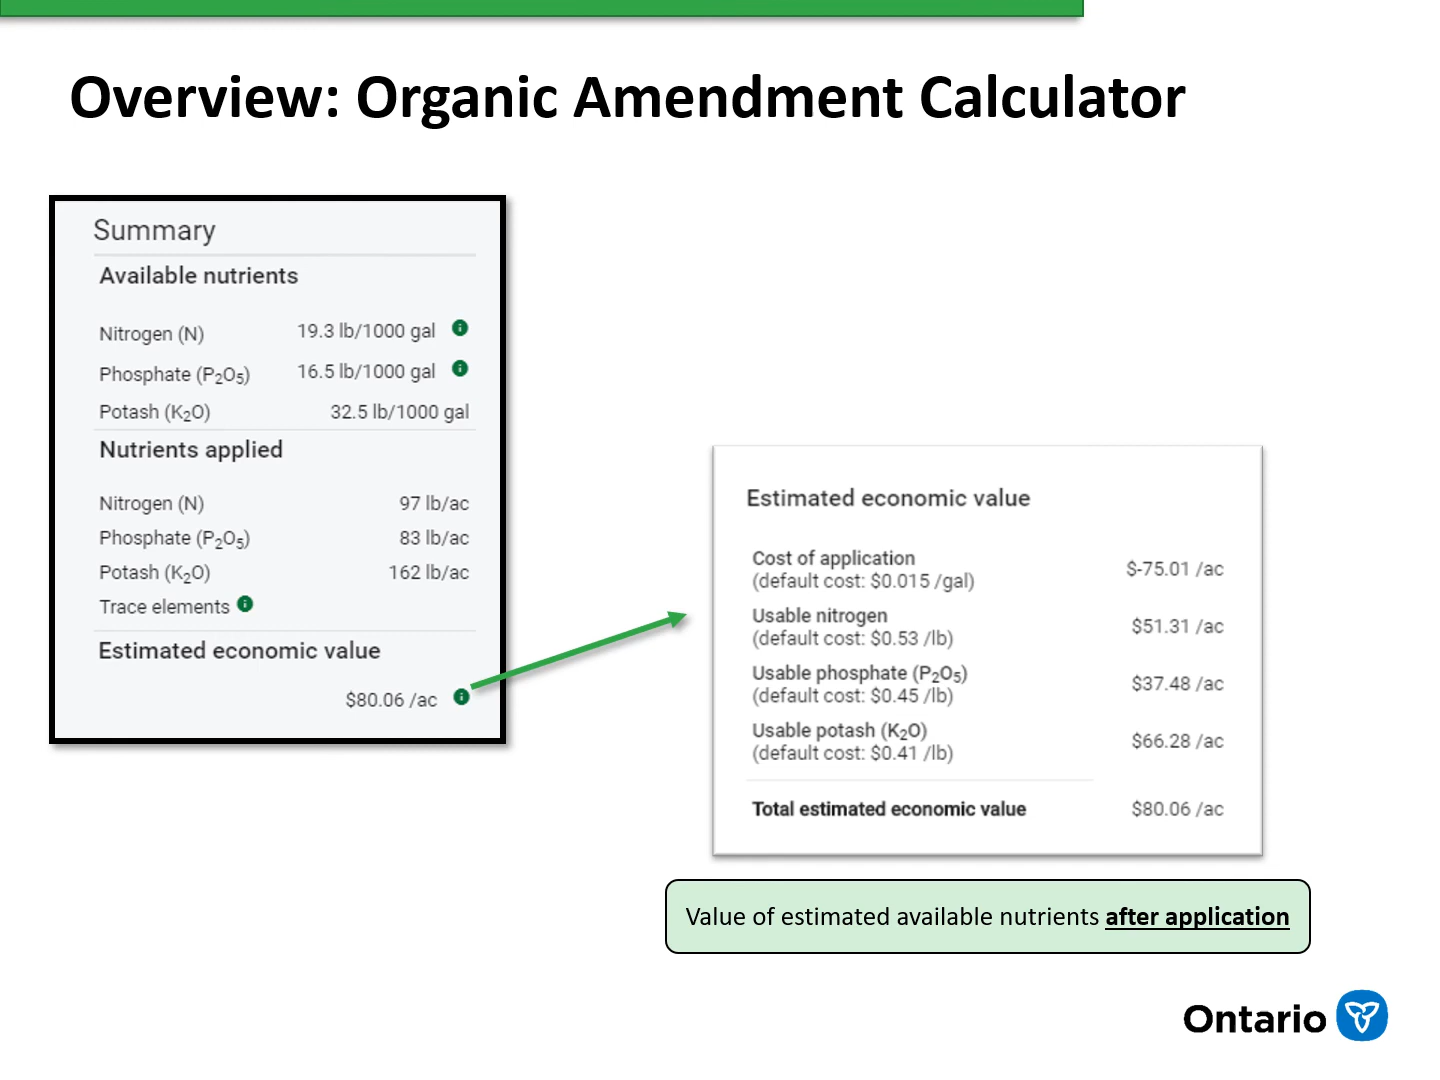 Overview: Organic Amendment Calculator
Summary
Available nutrients
Nitrogen (N) 19.3 lb/1000 gal
Phosphate (P₂O₅) 16.5 lb/1000 gal
Potash (K₂O) 32.5 lb/1000 gal
Nutrients applied
Nitrogen (N) 97 lb/ac
Phosphate (P₂O₅) 83 lb/ac
Potash (K₂O) 162 lb/ac
Trace elements
Estimated economic value
$80.06 /ac
Estimated economic value
Cost of application
(default cost: $0.015 /gal) $-75.01 /ac
Usable nitrogen
(default cost: $0.53 /lb) $51.31 /ac
Usable phosphate (P₂O₅)
(default cost: $0.45 /lb) $37.48 /ac
Usable potash (K₂O)
(default cost: $0.41 /lb) $66.28 /ac
Total estimated economic value $80.06 /ac
Value of estimated available nutrients after application
Ontario